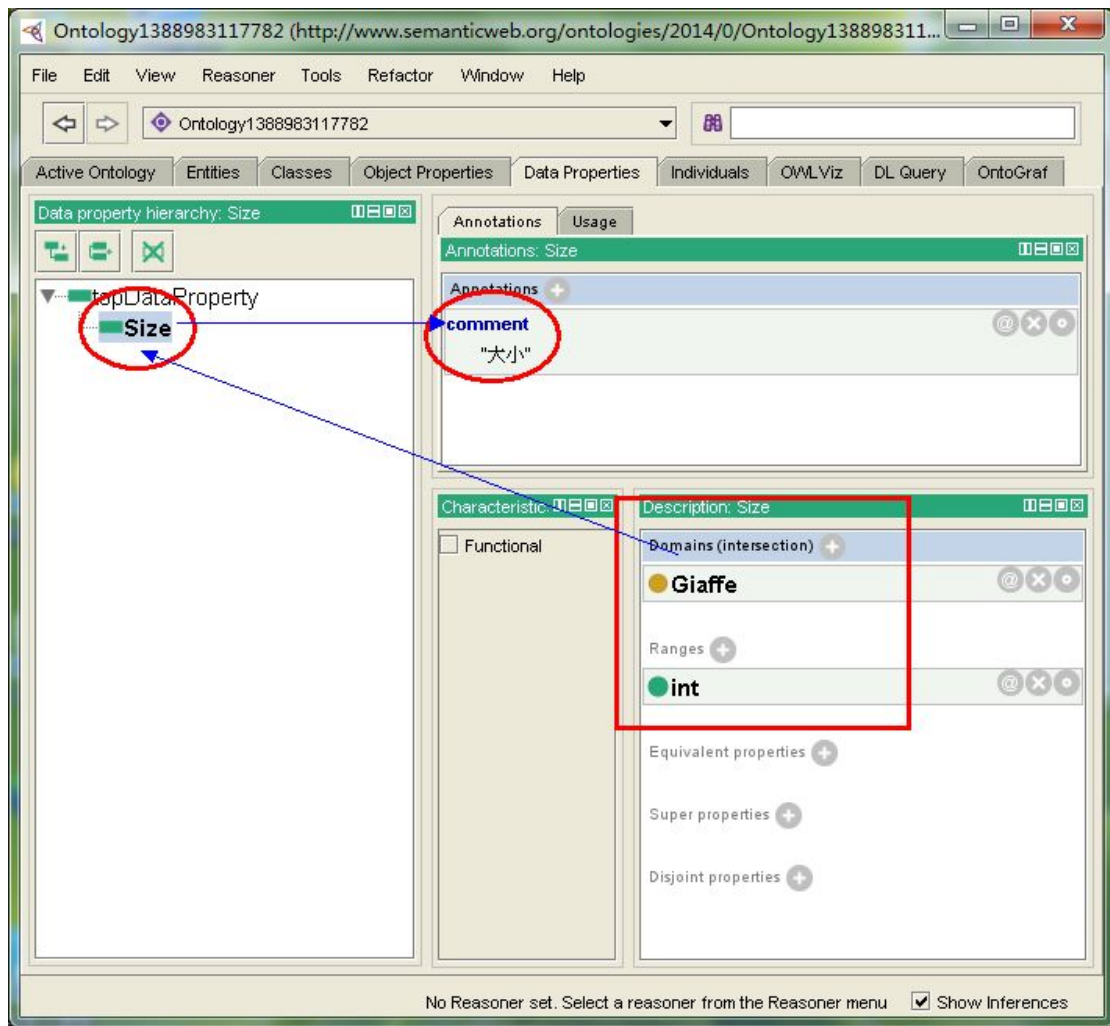 Ontology1388983117782 (http://www.semanticweb.org/ontologies/2014/0/Ontology138898311...
File Edit View Reasoner Tools Refactor Window Help
Ontology1388983117782
Active Ontology Entities Classes Object Properties Data Properties Individuals OWLViz DL Query OntoGraf
Data property hierarchy: Size
topDataProperty
Size
Annotations Usage
Annotations: Size
Annotations
comment
"大小"
Characteristic
Functional
Description: Size
Domains (intersection)
Giaffe
Ranges
int
Equivalent properties
Super properties
Disjoint properties
No Reasoner set. Select a reasoner from the Reasoner menu Show Inferences